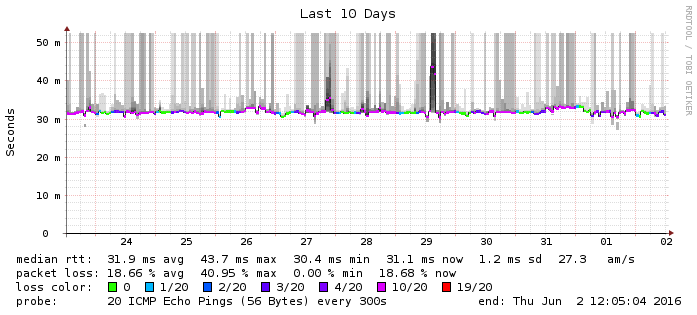 Last 10 Days
RRDTOOL / TOBI OETIKER
Seconds
50 m
40 m
30 m
20 m
10 m
0
24 25 26 27 28 29 30 31 01 02
median rtt: 31.9 ms avg 43.7 ms max 30.4 ms min 31.1 ms now 1.2 ms sd 27.3 am/s
packet loss: 18.66 % avg 40.95 % max 0.00 % min 18.68 % now
loss color: 0 1/20 2/20 3/20 4/20 10/20 19/20
probe: 20 ICMP Echo Pings (56 Bytes) every 300s end: Thu Jun 2 12:05:04 2016